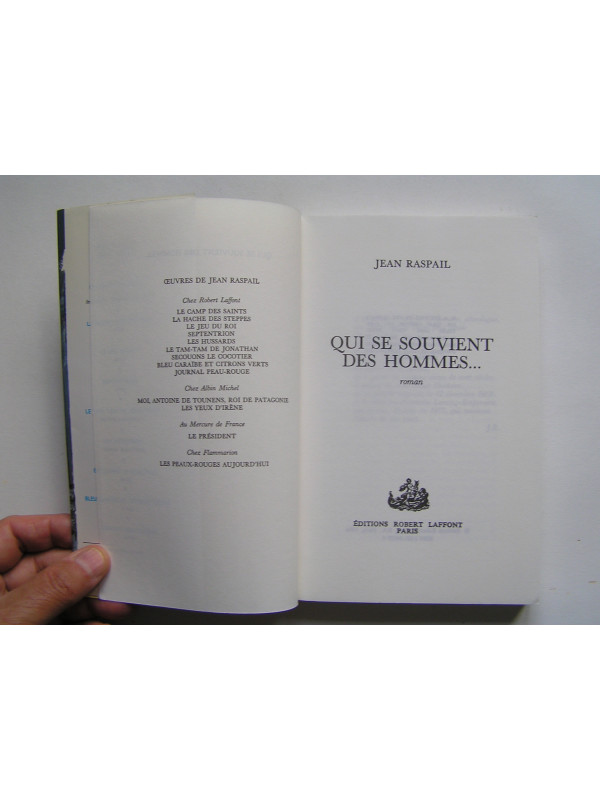 ŒUVRES DE JEAN RASPAIL
Chez Robert Laffont
LE CAMP DES SAINTS
LA HACHE DES STEPPES
LE JEU DU ROI
SEPTENTRION
LES HUSSARDS
LE TAM-TAM DE JONATHAN
SECOUONS LE COCOTIER
BLEU CARAÏBE ET CITRONS VERTS
JOURNAL PEAU-ROUGE
Chez Albin Michel
MOI, ANTOINE DE TOUNENS, ROI DE PATAGONIE
LES YEUX D'IRÈNE
Au Mercure de France
LE PRÉSIDENT
Chez Flammarion
LES PEAUX-ROUGES AUJOURD'HUI
JEAN RASPAIL
QUI SE SOUVIENT
DES HOMMES...
roman
ÉDITIONS ROBERT LAFFONT
PARIS